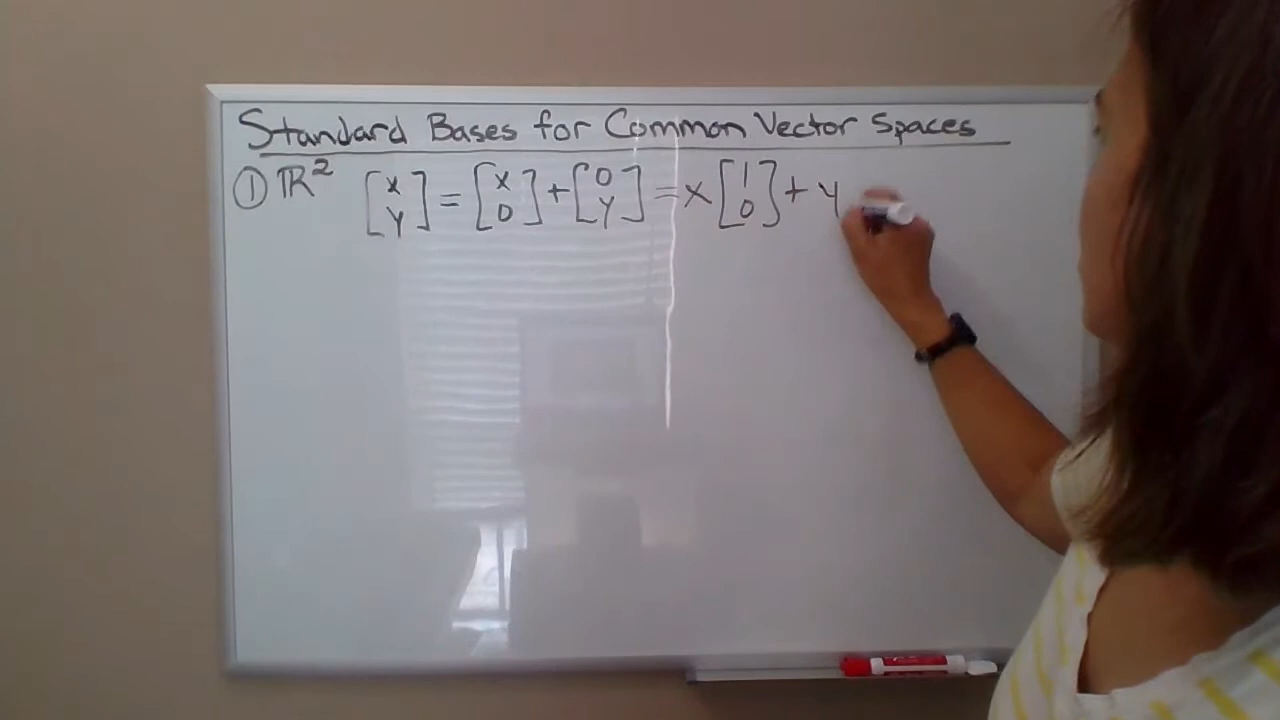 Standard Bases for Common Vector Spaces
① ℝ² [x y] = [x 0] + [0 y] = x [1 0] + y